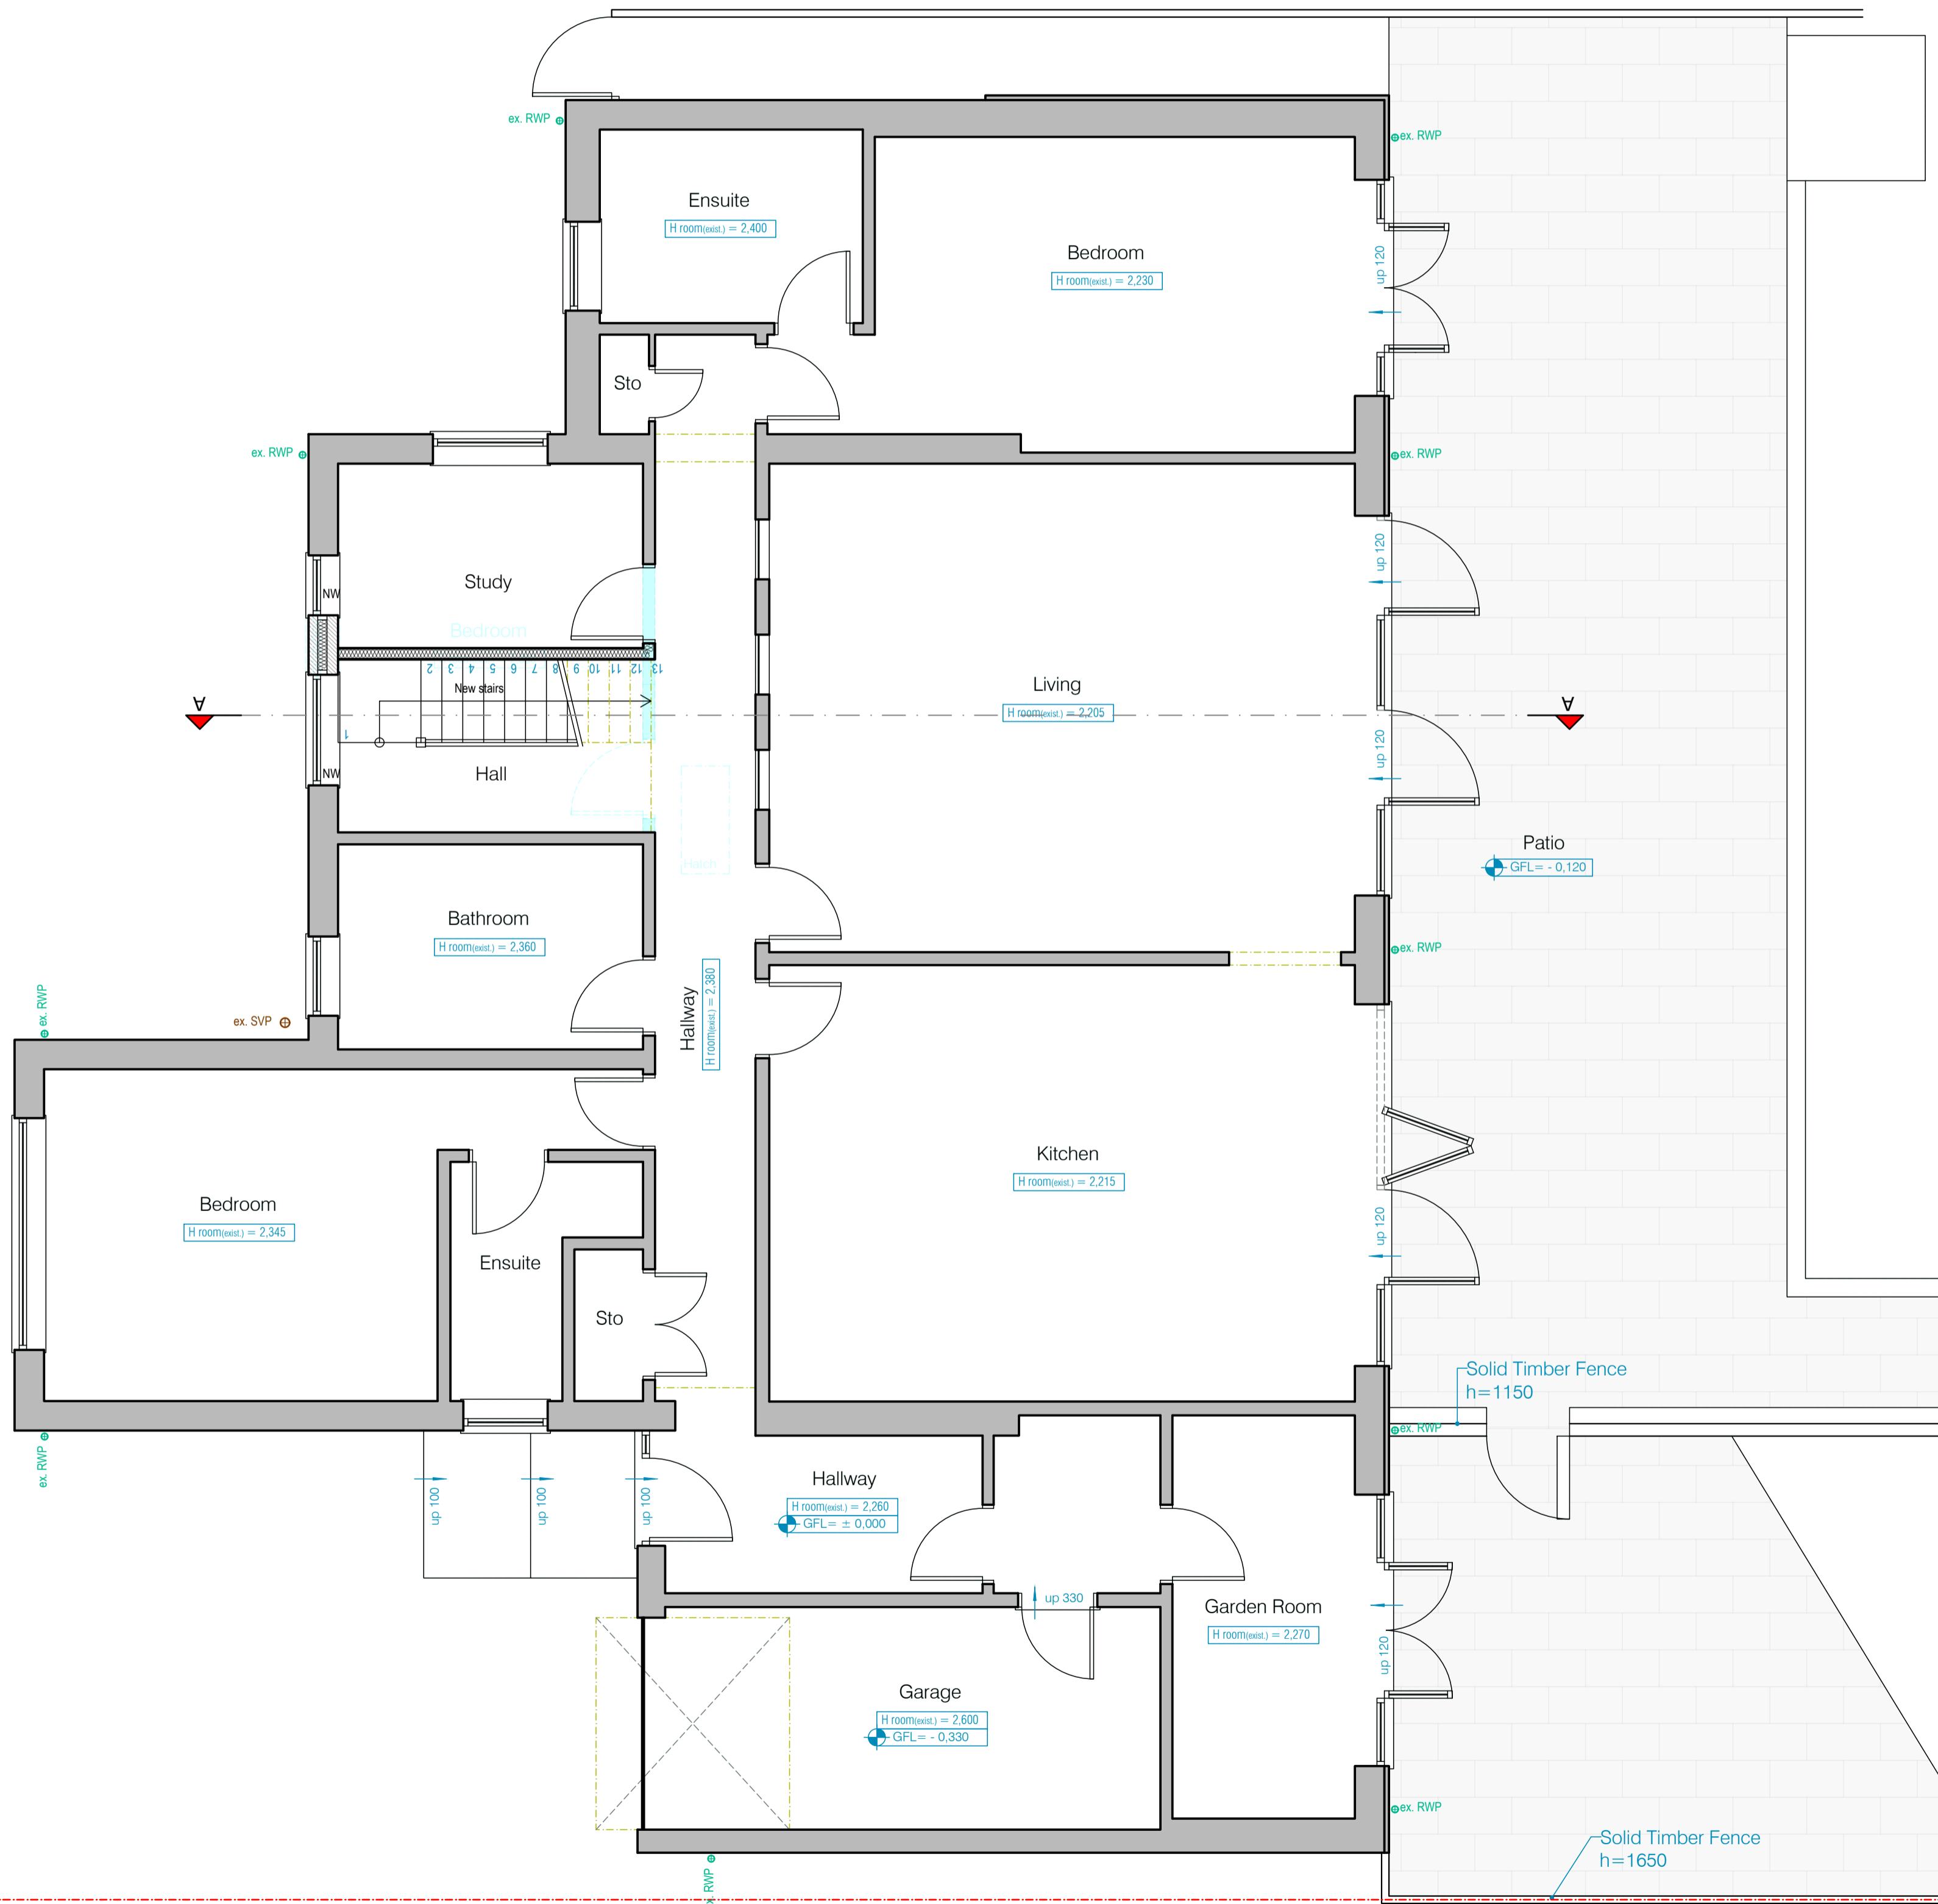 ex. RWP
ex. RWP
Ensuite
H room(exist.) = 2,400
Bedroom
H room(exist.) = 2,230
up 120
Sto
ex. RWP
ex. RWP
up 120
Study
NW
Bedroom
2 3 4 5 6 7 8 9 10 11 12 13
New stairs
Living
H room(exist.) = 2,205
A
A
1
up 120
NW
Hall
Patio
GFL= - 0,120
Hatch
Bathroom
H room(exist.) = 2,360
ex. RWP
Hallway
H room(exist.) = 2,380
ex. RWP
ex. SVP
Kitchen
H room(exist.) = 2,215
Bedroom
H room(exist.) = 2,345
up 120
Ensuite
Sto
Solid Timber Fence
h=1150
ex. RWP
ex. RWP
Hallway
H room(exist.) = 2,260
GFL= ± 0,000
up 100
up 100
up 100
up 330
Garden Room
H room(exist.) = 2,270
up 120
Garage
H room(exist.) = 2,600
GFL= - 0,330
ex. RWP
Solid Timber Fence
h=1650
RWP